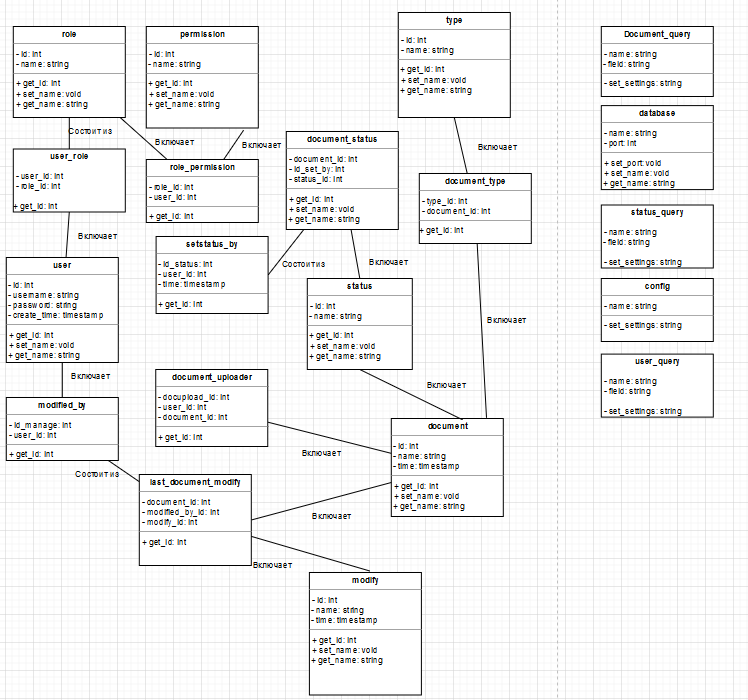 role
- id: int
- name: string
+ get_id: int
+ set_name: void
+ get_name: string
permission
- id: int
- name: string
+ get_id: int
+ set_name: void
+ get_name: string
type
- id: int
- name: string
+ get_id: int
+ set_name: void
+ get_name: string
Document_query
- name: string
- field: string
- set_settings: string
database
- name: string
- port: int
+ set_port: void
+ set_name: void
+ get_name: string
Состоит из
Включает
Включает
Включает
user_role
- user_id: int
- role_id: int
+ get_id: int
role_permission
- role_id: int
- user_id: int
+ get_id: int
document_status
- document_id: int
- id_set_by: int
- status_id: int
+ get_id: int
+ set_name: void
+ get_name: string
document_type
- type_id: int
- document_id: int
+ get_id: int
status_query
- name: string
- field: string
- set_settings: string
Включает
setstatus_by
- id_status: int
- user_id: int
- time: timestamp
+ get_id: int
Состоит из
Включает
user
- id: int
- username: string
- password: string
- create_time: timestamp
+ get_id: int
+ set_name: void
+ get_name: string
status
- id: int
- name: string
+ get_id: int
+ set_name: void
+ get_name: string
Включает
config
- name: string
- set_settings: string
user_query
- name: string
- field: string
- set_settings: string
Включает
document_uploader
- docupload_id: int
- user_id: int
- document_id: int
+ get_id: int
Включает
modified_by
- id_manage: int
- user_id: int
+ get_id: int
document
- id: int
- name: string
- time: timestamp
+ get_id: int
+ set_name: void
+ get_name: string
Включает
Состоит из
last_document_modify
- document_id: int
- modified_by_id: int
- modify_id: int
+ get_id: int
Включает
Включает
modify
- id: int
- name: string
- time: timestamp
+ get_id: int
+ set_name: void
+ get_name: string